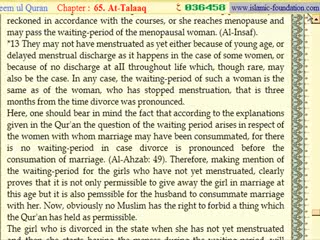 eem ul Quran Chapter : 65. At-Talaaq 036458 www.islamic-foundation.com
reckoned in accordance with the courses, or she reaches menopause and
may pass the waiting-period of the menopausal woman. (Al-Insaf).
*13 They may not have menstruated as yet either because of young age, or
delayed menstrual discharge as it happens in the case of some women, or
because of no discharge at all throughout life which, though rare, may
also be the case. In any case, the waiting-period of such a woman is the
same as of the woman, who has stopped menstruation, that is three
months from the time divorce was pronounced.
Here, one should bear in mind the fact that according to the explanations
given in the Qur'an the question of the waiting period arises in respect of
the women with whom marriage may have been consummated, for there
is no waiting-period in case divorce is pronounced before the
consumation of marriage. (Al-Ahzab: 49). Therefore, making mention of
the waiting-period for the girls who have not yet menstruated, clearly
proves that it is not only permissible to give away the girl in marriage at
this age but it is also pemissible for the husband to consummate marriage
with her. Now, obviously no Muslim has the right to forbid a thing which
the Qur'an has held as permissible.
The girl who is divorced in the state when she has not yet menstruated